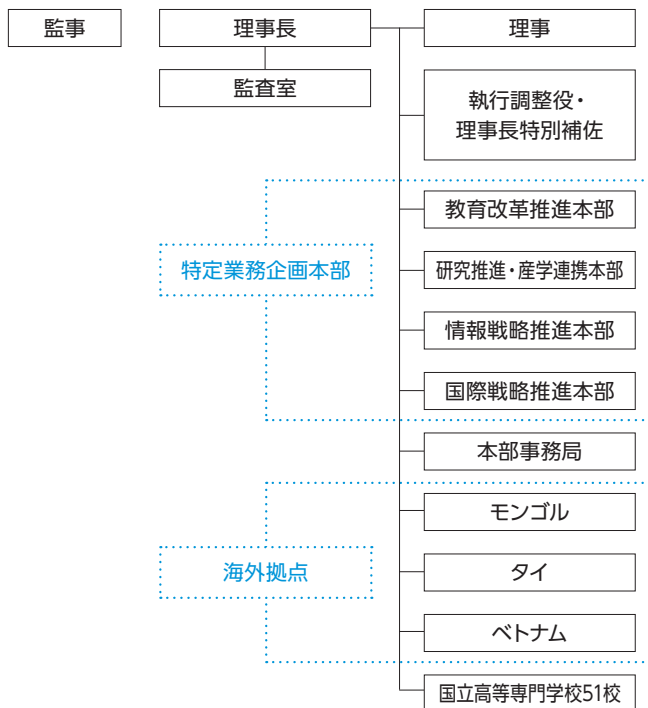 監事
理事長
理事
監査室
執行調整役・
理事長特別補佐
教育改革推進本部
特定業務企画本部
研究推進・産学連携本部
情報戦略推進本部
国際戦略推進本部
本部事務局
モンゴル
海外拠点
タイ
ベトナム
国立高等専門学校51校